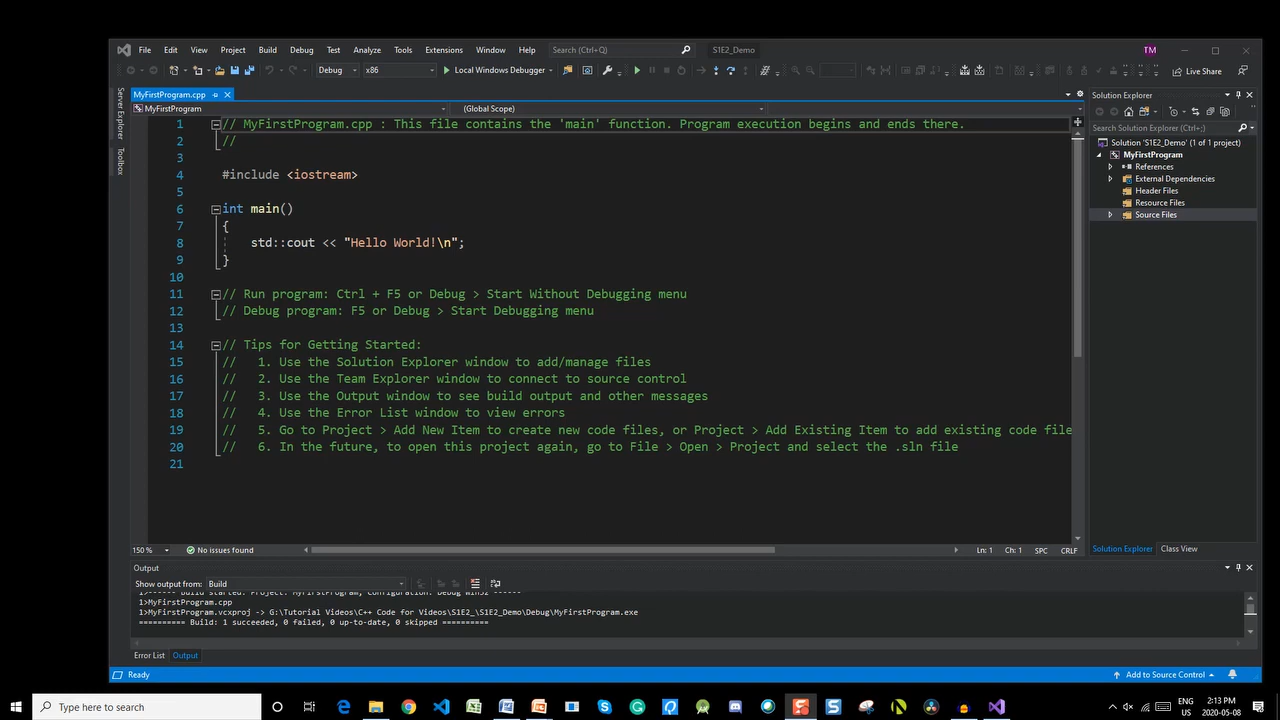 File Edit View Project Build Debug Test Analyze Tools Extensions Window Help Search (Ctrl+Q) S1E2_Demo TM
Debug x86 Local Windows Debugger Live Share
Server Explorer
Toolbox
MyFirstProgram.cpp
MyFirstProgram (Global Scope)
1 // MyFirstProgram.cpp : This file contains the 'main' function. Program execution begins and ends there.
2 //
3
4 #include <iostream>
5
6 int main()
7 {
8 std::cout << "Hello World!\n";
9 }
10
11 // Run program: Ctrl + F5 or Debug > Start Without Debugging menu
12 // Debug program: F5 or Debug > Start Debugging menu
13
14 // Tips for Getting Started:
15 // 1. Use the Solution Explorer window to add/manage files
16 // 2. Use the Team Explorer window to connect to source control
17 // 3. Use the Output window to see build output and other messages
18 // 4. Use the Error List window to view errors
19 // 5. Go to Project > Add New Item to create new code files, or Project > Add Existing Item to add existing code file
20 // 6. In the future, to open this project again, go to File > Open > Project and select the .sln file
21
150 % No issues found Ln: 1 Ch: 1 SPC CRLF
Solution Explorer
Search Solution Explorer (Ctrl+;)
Solution 'S1E2_Demo' (1 of 1 project)
MyFirstProgram
References
External Dependencies
Header Files
Resource Files
Source Files
Solution Explorer Class View
Output
Show output from: Build
1>------ Build started: Project: MyFirstProgram, Configuration: Debug Win32 ------
1>MyFirstProgram.cpp
1>MyFirstProgram.vcxproj -> G:\Tutorial Videos\C++ Code for Videos\S1E2_\S1E2_Demo\Debug\MyFirstProgram.exe
========== Build: 1 succeeded, 0 failed, 0 up-to-date, 0 skipped ==========
Error List Output
Ready Add to Source Control
Type here to search
ENG
US
2:13 PM
2020-05-08